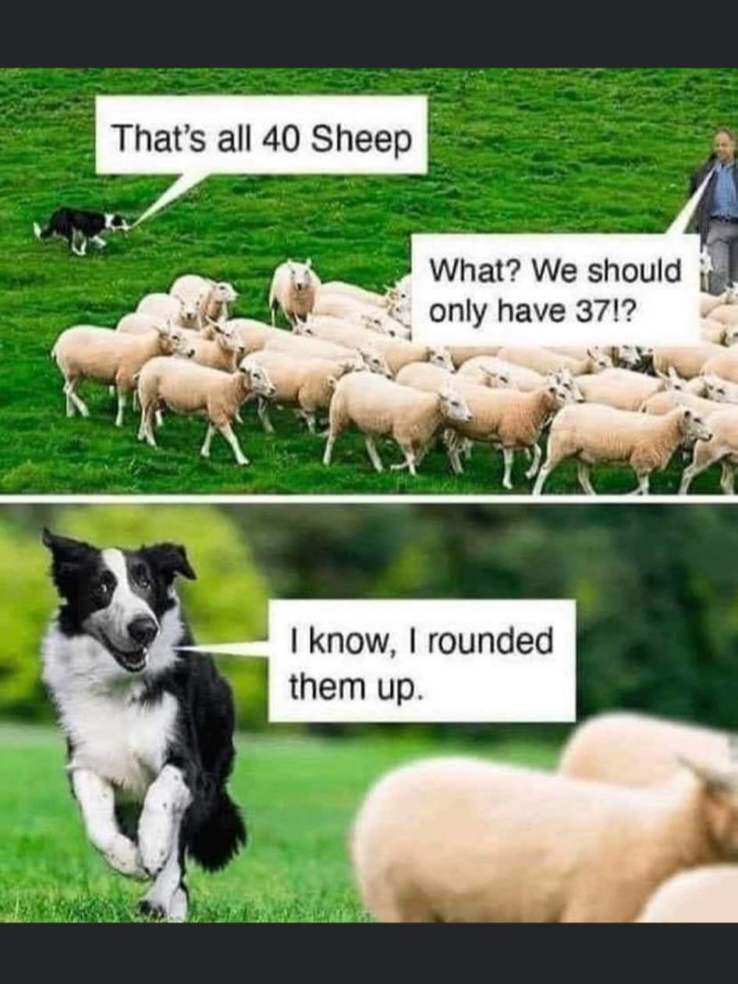 That's all 40 Sheep
What? We should
only have 37!?
I know, I rounded
them up.